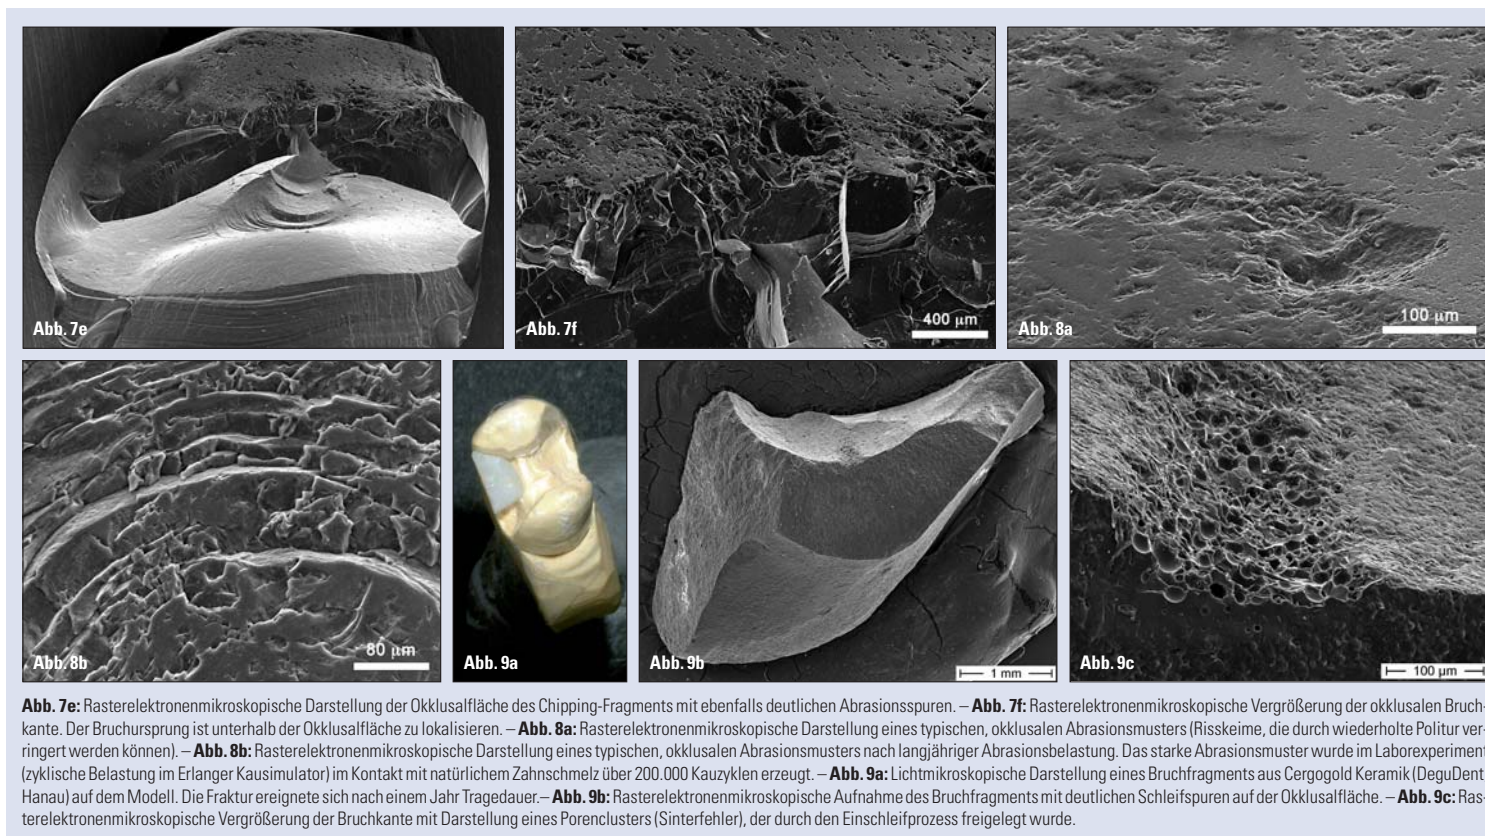 Abb. 7e
Abb. 7f
400 µm
Abb. 8a
100 µm
Abb. 8b
80 µm
Abb. 9a
Abb. 9b
1 mm
Abb. 9c
100 µm
Abb. 7e: Rasterelektronenmikroskopische Darstellung der Okklusalfläche des Chipping-Fragments mit ebenfalls deutlichen Abrasionsspuren. – Abb. 7f: Rasterelektronenmikroskopische Vergrößerung der okklusalen Bruch-
kante. Der Bruchursprung ist unterhalb der Okklusalfläche zu lokalisieren. – Abb. 8a: Rasterelektronenmikroskopische Darstellung eines typischen, okklusalen Abrasionsmusters (Risskeime, die durch wiederholte Politur ver-
ringert werden können). – Abb. 8b: Rasterelektronenmikroskopische Darstellung eines typischen, okklusalen Abrasionsmusters nach langjähriger Abrasionsbelastung. Das starke Abrasionsmuster wurde im Laborexperiment
(zyklische Belastung im Erlanger Kausimulator) im Kontakt mit natürlichem Zahnschmelz über 200.000 Kauzyklen erzeugt. – Abb. 9a: Lichtmikroskopische Darstellung eines Bruchfragments aus Cergogold Keramik (DeguDent,
Hanau) auf dem Modell. Die Fraktur ereignete sich nach einem Jahr Tragedauer.– Abb. 9b: Rasterelektronenmikroskopische Aufnahme des Bruchfragments mit deutlichen Schleifspuren auf der Okklusalfläche. – Abb. 9c: Ras-
terelektronenmikroskopische Vergrößerung der Bruchkante mit Darstellung eines Porenclusters (Sinterfehler), der durch den Einschleifprozess freigelegt wurde.